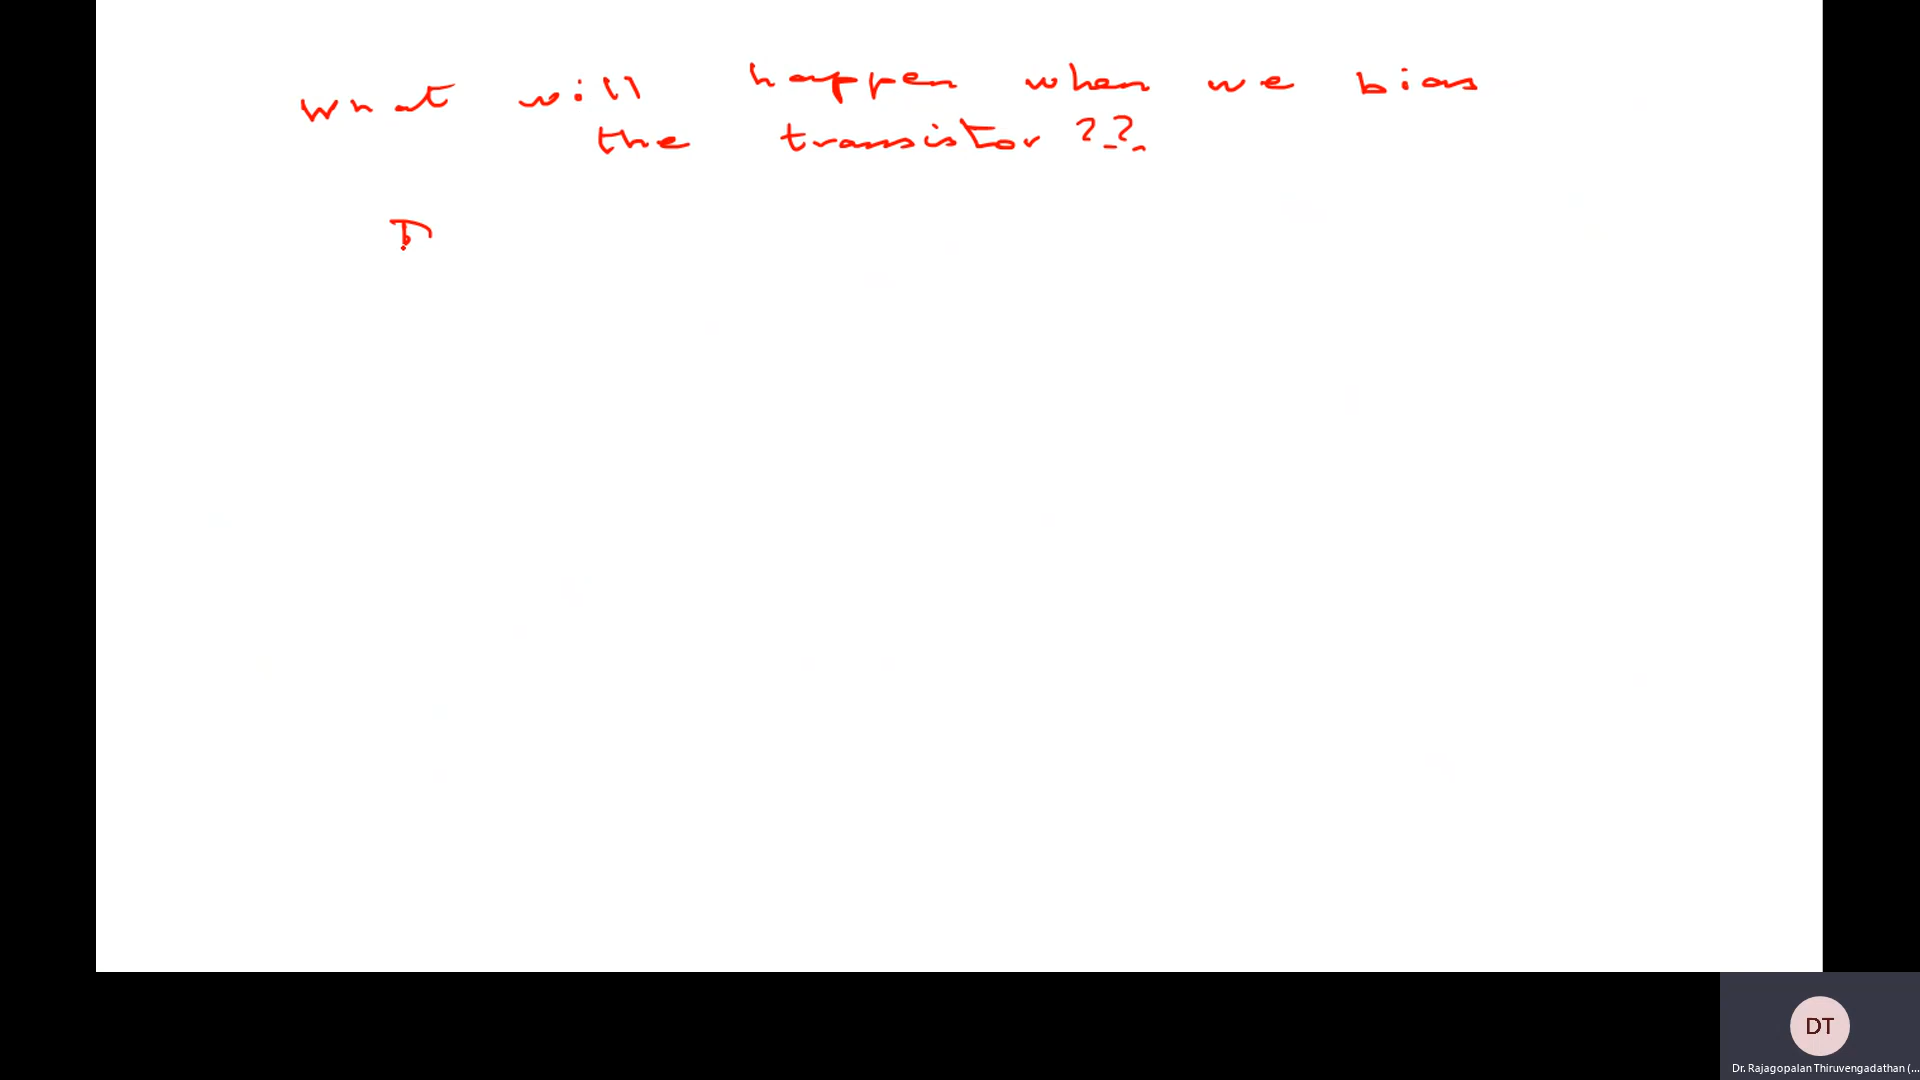 What will happen when we bias
the transistor ??
DT
Dr. Rajagopalan Thiruvengadathan (...